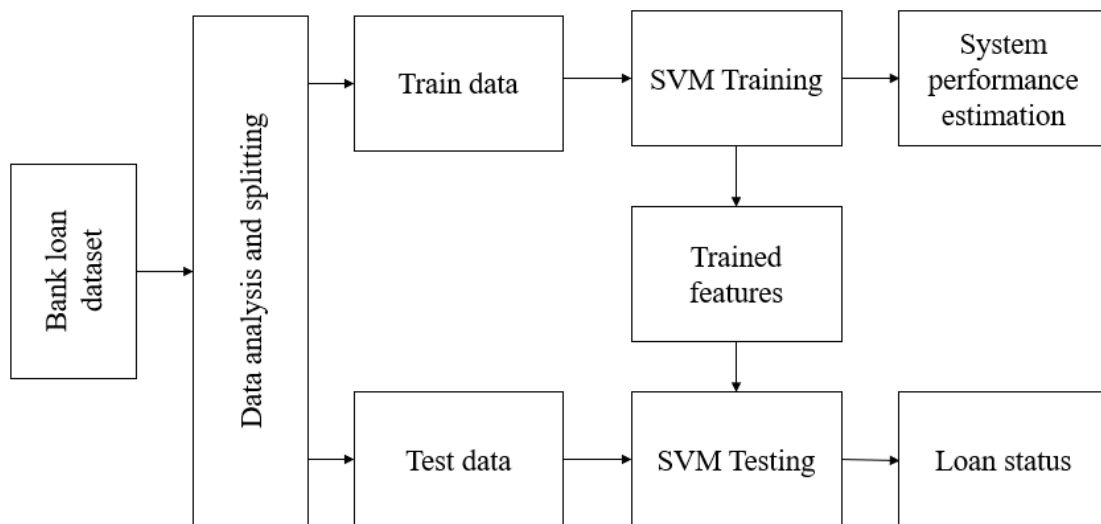 Bank loan
dataset
Data analysis and splitting
Train data
SVM Training
System
performance
estimation
Trained
features
Test data
SVM Testing
Loan status